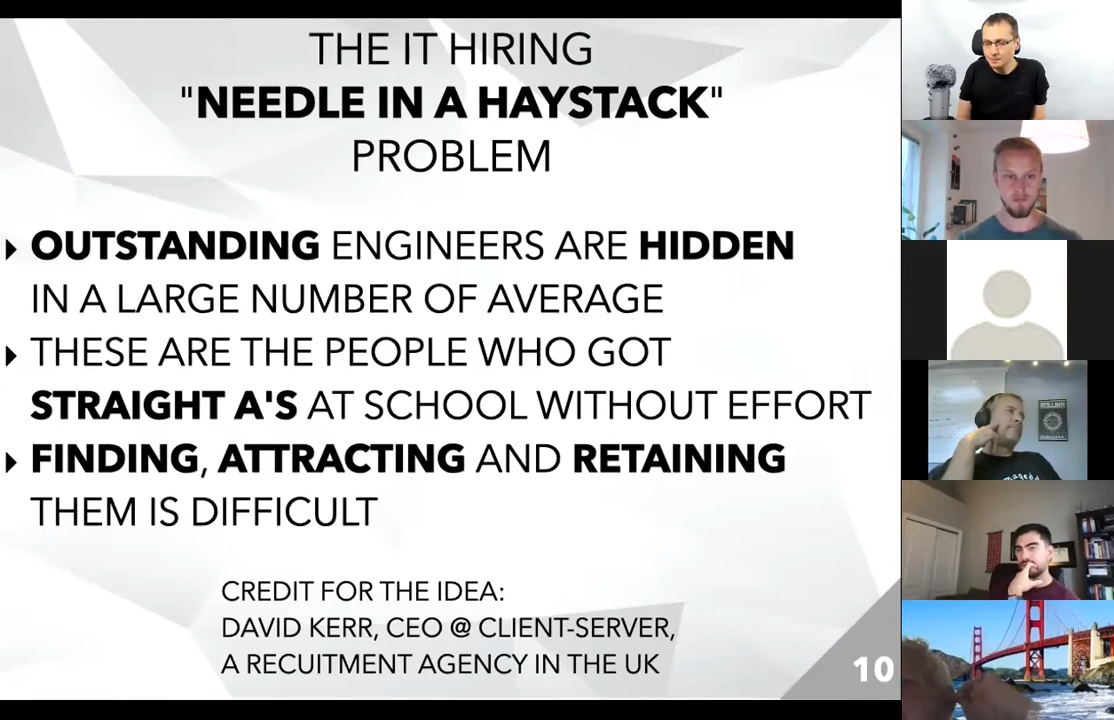 THE IT HIRING
"NEEDLE IN A HAYSTACK"
PROBLEM
OUTSTANDING ENGINEERS ARE HIDDEN
IN A LARGE NUMBER OF AVERAGE
THESE ARE THE PEOPLE WHO GOT
STRAIGHT A'S AT SCHOOL WITHOUT EFFORT
FINDING, ATTRACTING AND RETAINING
THEM IS DIFFICULT
CREDIT FOR THE IDEA:
DAVID KERR, CEO @ CLIENT-SERVER,
A RECUITMENT AGENCY IN THE UK
10